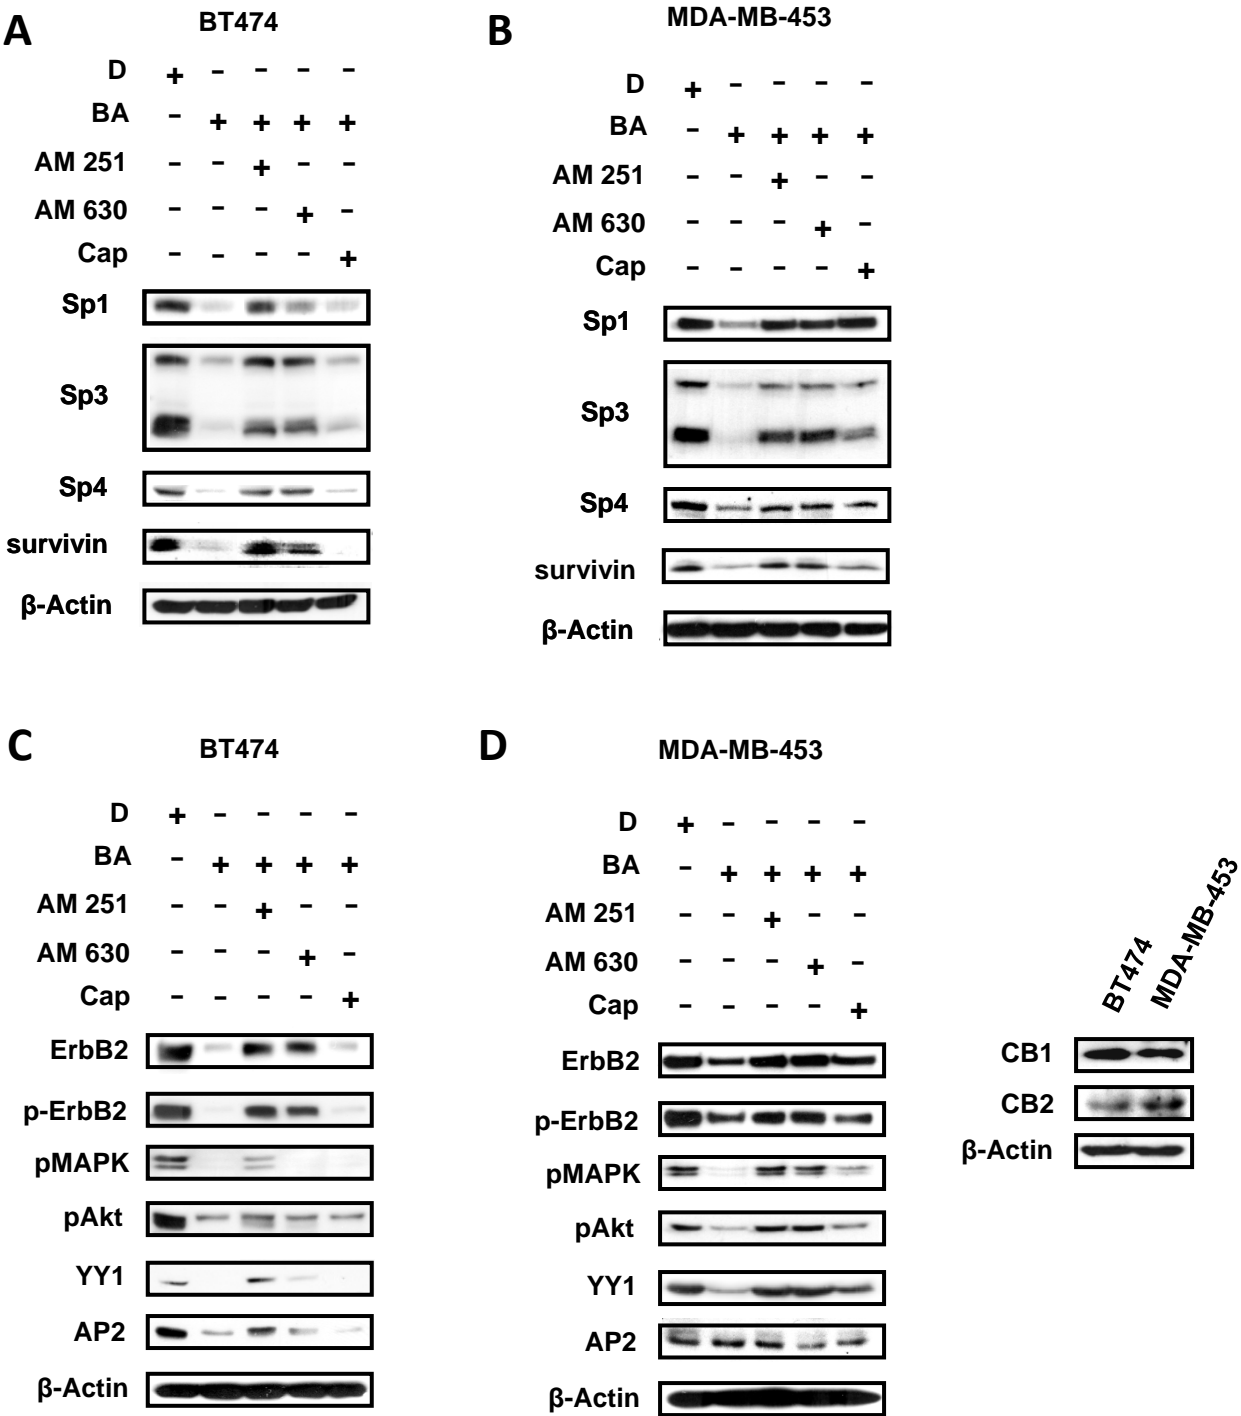 A
BT474
D + - - - -
BA - + + + +
AM 251 - - + - -
AM 630 - - - + -
Cap - - - - +
Sp1
Sp3
Sp4
survivin
β-Actin
B
MDA-MB-453
D + - - - -
BA - + + + +
AM 251 - - + - -
AM 630 - - - + -
Cap - - - - +
Sp1
Sp3
Sp4
survivin
β-Actin
C
BT474
D + - - - -
BA - + + + +
AM 251 - - + - -
AM 630 - - - + -
Cap - - - - +
ErbB2
p-ErbB2
pMAPK
pAkt
YY1
AP2
β-Actin
D
MDA-MB-453
D + - - - -
BA - + + + +
AM 251 - - + - -
AM 630 - - - + -
Cap - - - - +
ErbB2
p-ErbB2
pMAPK
pAkt
YY1
AP2
β-Actin
BT474
MDA-MB-453
CB1
CB2
β-Actin